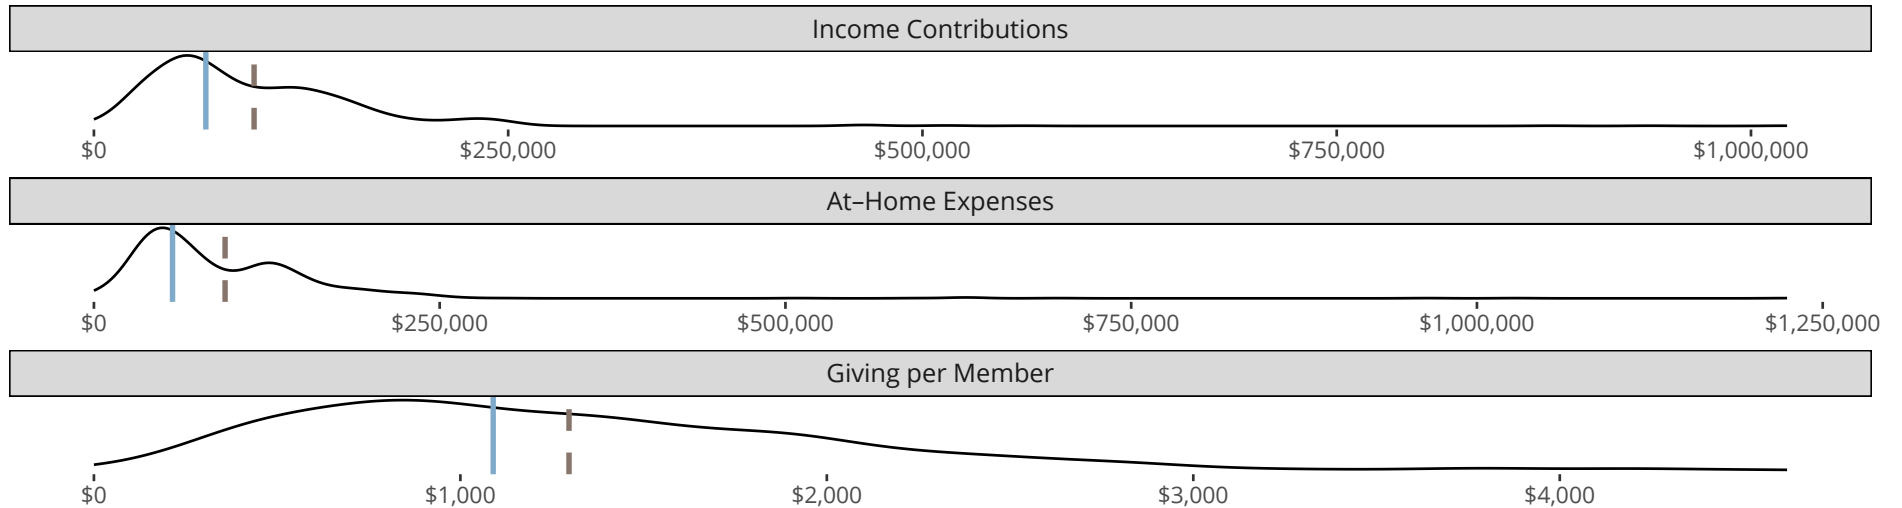 Income Contributions
$0 $250,000 $500,000 $750,000 $1,000,000
At–Home Expenses
$0 $250,000 $500,000 $750,000 $1,000,000 $1,250,000
Giving per Member
$0 $1,000 $2,000 $3,000 $4,000